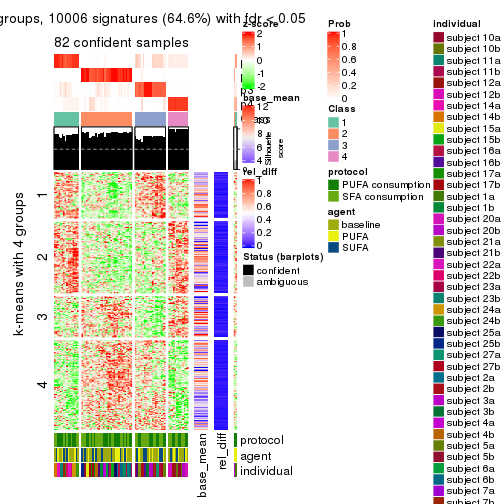 groups, 10006 signatures (64.6%) with fdr < 0.05
82 confident samples
k-means with 4 groups
1
2
3
4
p3
Silhouette
score
z-score
2
1
0
-1
-2
base_mean
12
10
8
6
4
rel_diff
1
0.8
0.6
0.4
0.2
0
Status (barplots)
confident
ambiguous
protocol
agent
individual
base_mean
rel_diff
Prob
1
0.8
0.6
0.4
0.2
0
Class
1
2
3
4
protocol
PUFA consumption
SFA consumption
agent
baseline
PUFA
SUFA
individual
subject 10a
subject 10b
subject 11a
subject 11b
subject 12a
subject 12b
subject 14a
subject 14b
subject 15a
subject 15b
subject 16a
subject 16b
subject 17a
subject 17b
subject 1a
subject 1b
subject 20a
subject 20b
subject 21a
subject 21b
subject 22a
subject 22b
subject 23a
subject 23b
subject 24a
subject 24b
subject 25a
subject 25b
subject 27a
subject 27b
subject 2a
subject 2b
subject 3a
subject 3b
subject 4a
subject 4b
subject 5a
subject 5b
subject 6a
subject 6b
subject 7a
subject 7b